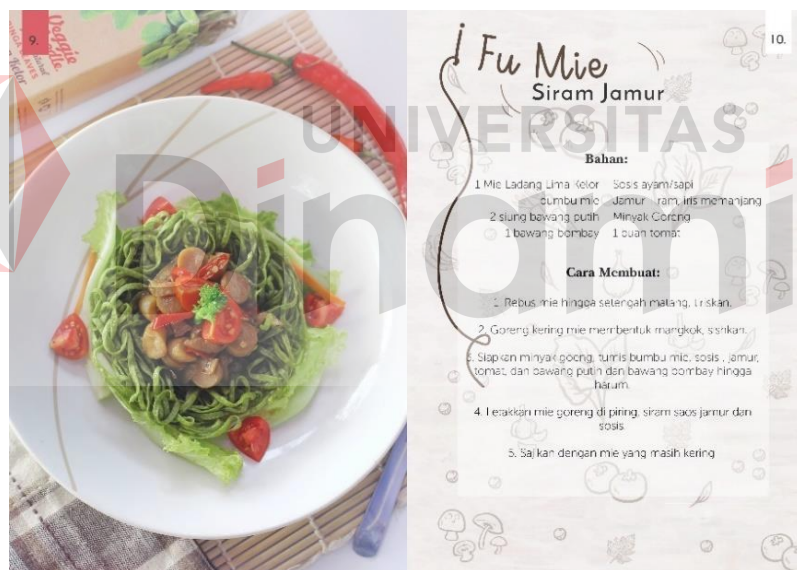 9.
Veggie
Kelor
10.
i Fu Mie
Siram Jamur
UNIVERSITAS
Dinami
Bahan:
1 Mie Ladang Lima Kelor
bumbu mie
2 siung bawang putih
1 bawang bombay
Sosis ayam/sapi
Jamur iris memanjang
Minyak Goreng
1 buah tomat
Cara Membuat:
1. Rebus mie hingga setengah matang, tiriskan.
2. Goreng kering mie membentuk mangkok, sisihkan.
3. Siapkan minyak goeng, tumis bumbu mie, sosis , jamur,
tomat, dan bawang putih dan bawang bombay hingga
harum.
4. Letakkan mie goreng di piring, siram saos jamur dan
sosis.
5. Sajikan dengan mie yang masih kering